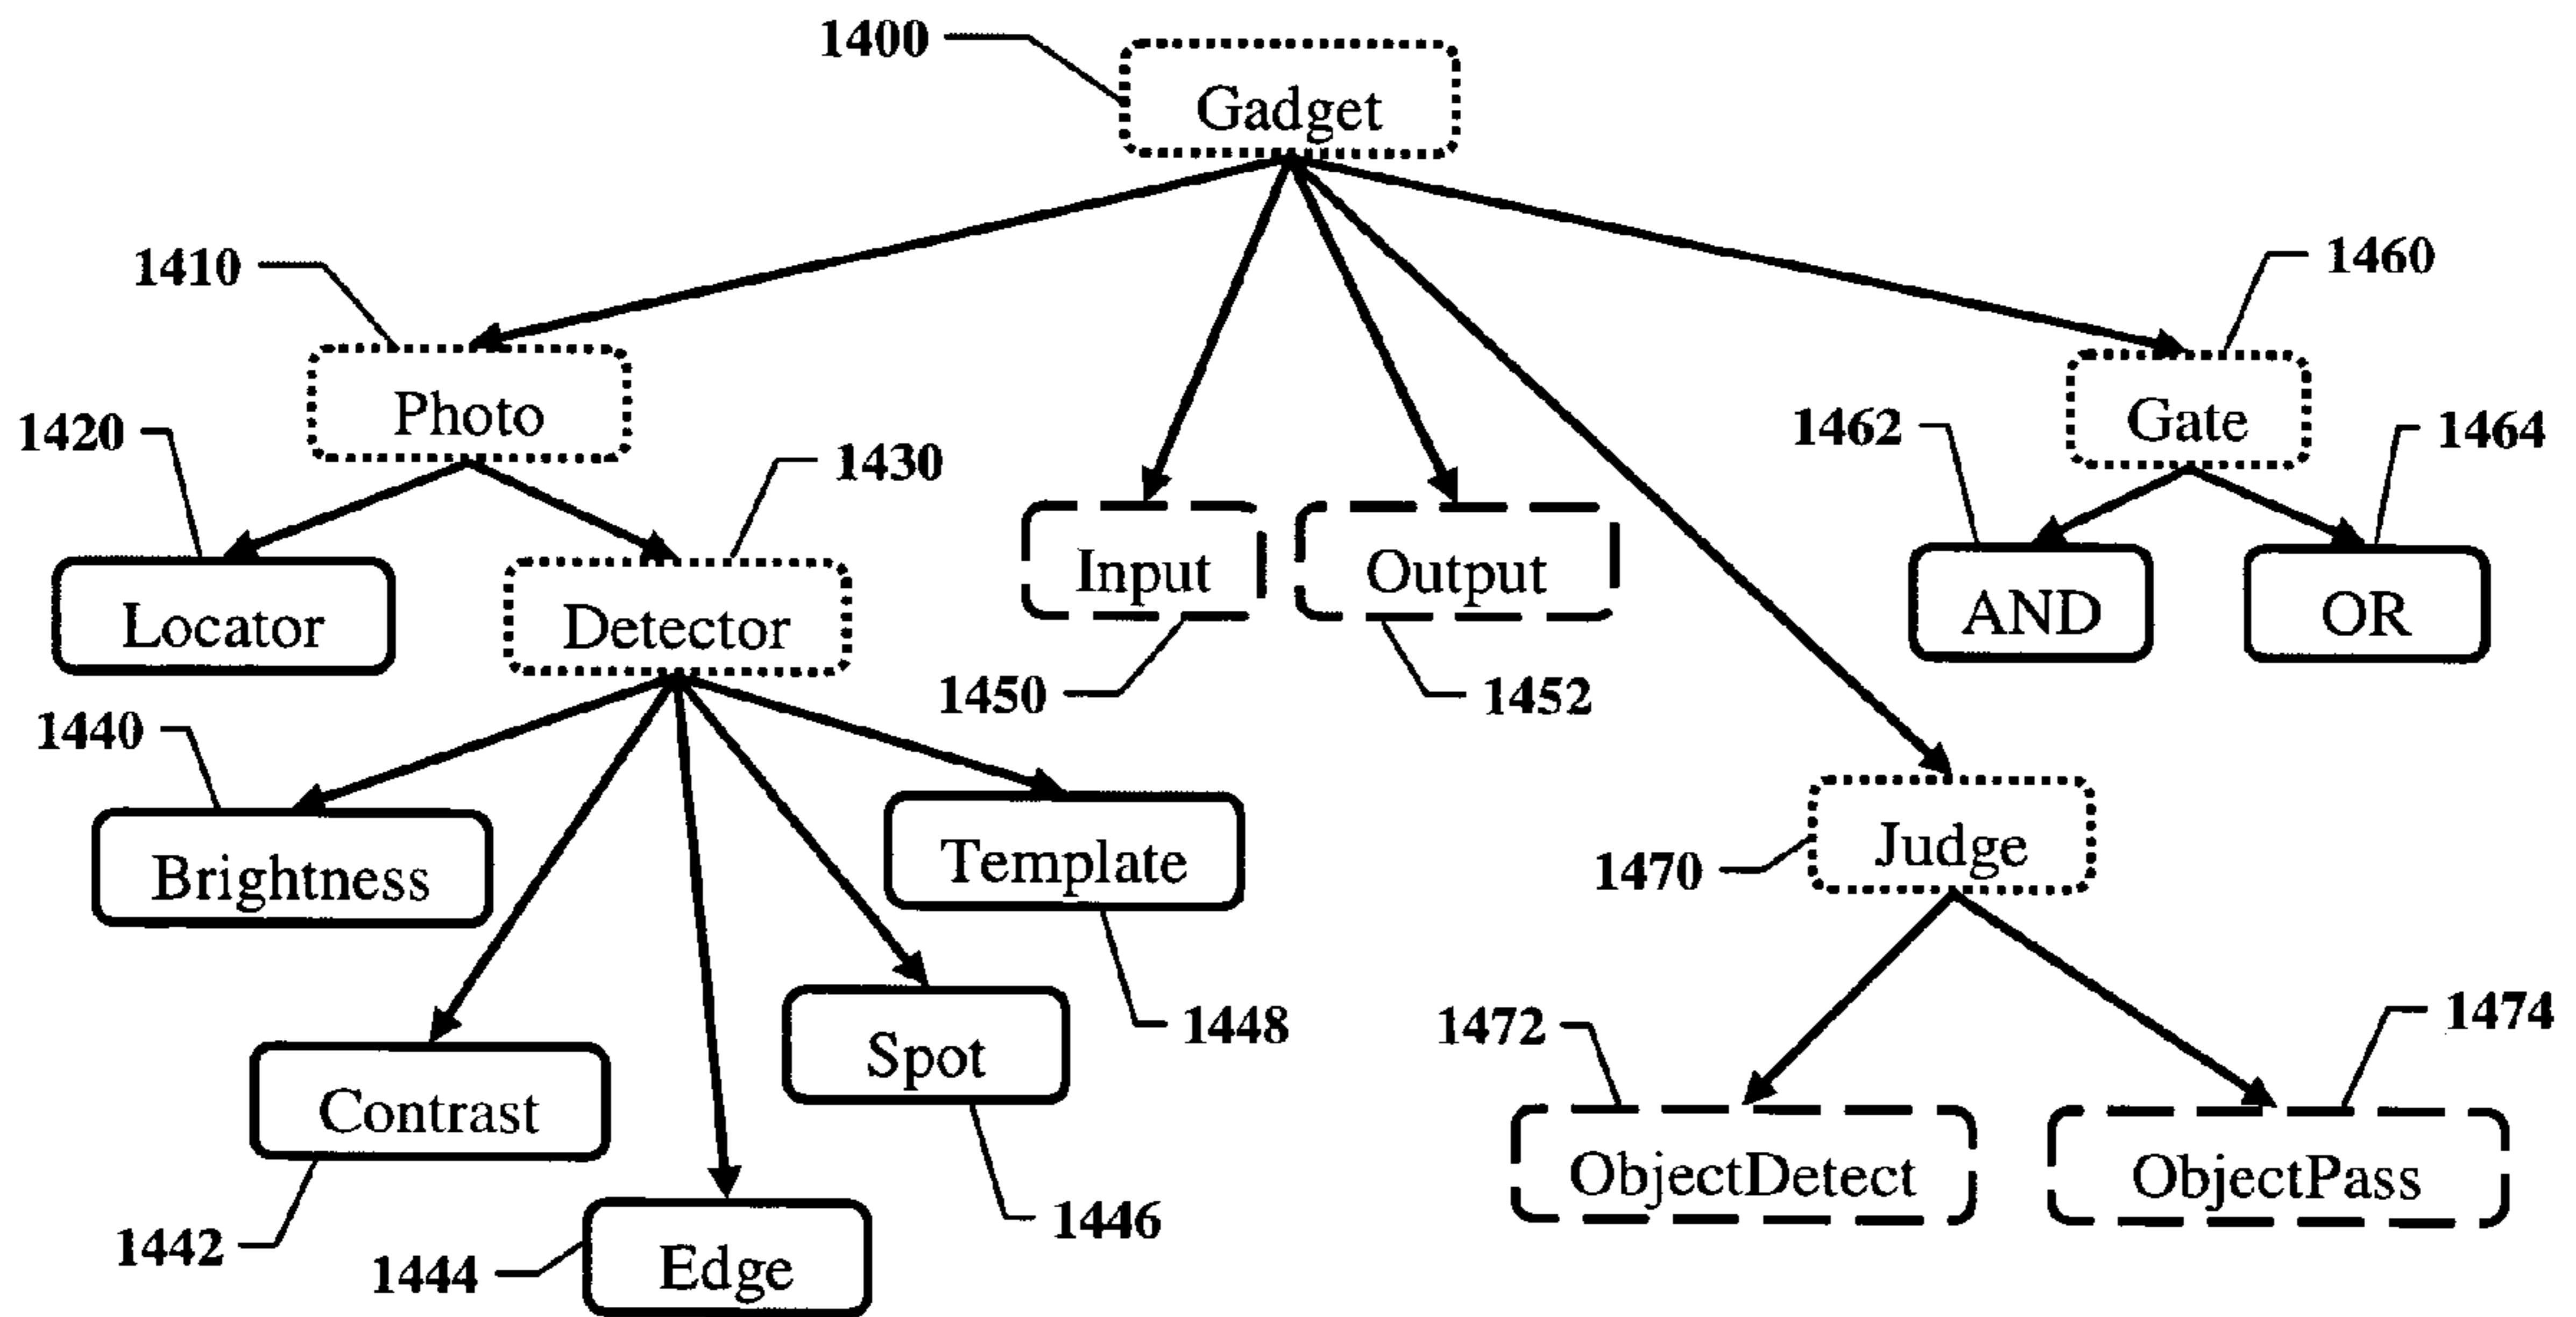 1400
Gadget
1410
1460
Photo
Gate
1420
1430
1462
1464
Locator
Detector
Input
Output
AND
OR
1450
1452
1440
Brightness
Template
Judge
1470
1448
1472
1474
Contrast
Spot
ObjectDetect
ObjectPass
1442
1446
1444
Edge